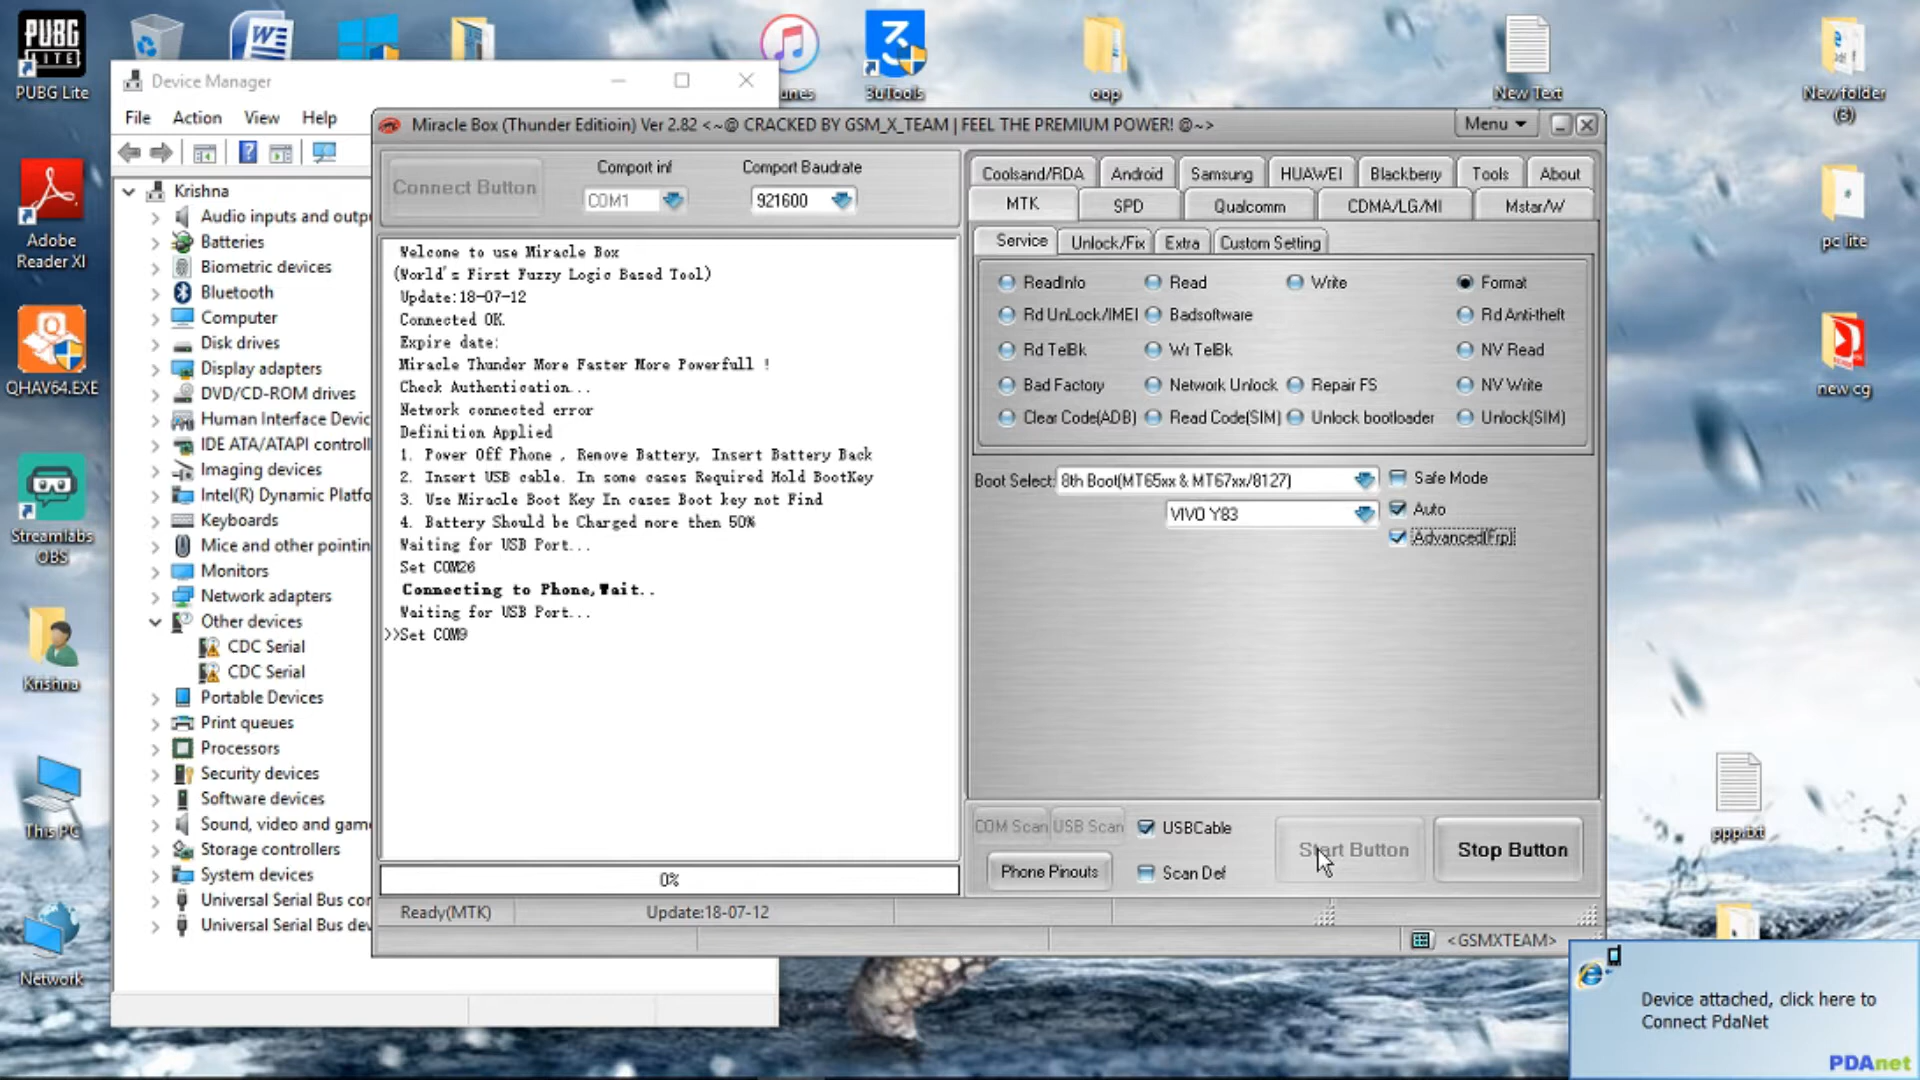 PUBG
LITE
PUBG Lite
W
unes
3uTools
oop
New Text
New folder
(3)
Device Manager
File Action View Help
Krishna
Audio inputs and outpu
Batteries
Biometric devices
Bluetooth
Computer
Disk drives
Display adapters
DVD/CD-ROM drives
Human Interface Devic
IDE ATA/ATAPI controll
Imaging devices
Intel(R) Dynamic Platfo
Keyboards
Mice and other pointin
Monitors
Network adapters
Other devices
CDC Serial
CDC Serial
Portable Devices
Print queues
Processors
Security devices
Software devices
Sound, video and game
Storage controllers
System devices
Universal Serial Bus con
Universal Serial Bus dev
Adobe
Reader XI
QHAV64.EXE
Streamlabs
OBS
Krishna
This PC
Network
Miracle Box (Thunder Editioin) Ver 2.82 <~@ CRACKED BY GSM_X_TEAM | FEEL THE PREMIUM POWER! @~>
Menu
Connect Button
Comport inf
COM1
Comport Baudrate
921600
Welcome to use Miracle Box
(World's First Fuzzy Logic Based Tool)
Update:18-07-12
Connected OK.
Expire date:
Miracle Thunder More Faster More Powerfull !
Check Authentication...
Network connected error
Definition Applied
1. Power Off Phone , Remove Battery, Insert Battery Back
2. Insert USB cable. In some cases Required Hold BootKey
3. Use Miracle Boot Key In cases Boot key not Find
4. Battery Should be Charged more then 50%
Waiting for USB Port...
Set COM26
Connecting to Phone,Wait..
Waiting for USB Port...
>>Set COM9
0%
Ready(MTK) Update:18-07-12
Coolsand/RDA Android Samsung HUAWEI Blackberry Tools About
MTK SPD Qualcomm CDMA/LG/MI Mstar/W
Service Unlock/Fix Extra Custom Setting
ReadInfo Read Write Format
Rd UnLock/IMEI Badsoftware Rd Anti-theft
Rd TelBk Wr TelBk NV Read
Bad Factory Network Unlock Repair FS NV Write
Clear Code(ADB) Read Code(SIM) Unlock bootloader Unlock(SIM)
Boot Select: 8th Boot(MT65xx & MT67xx/8127) Safe Mode
VIVO Y83 Auto
Advanced(Frp)
COM Scan USB Scan USBCable
Phone Pinouts Scan Def
Start Button Stop Button
<GSMXTEAM>
pc lite
new cg
ppp.txt
Device attached, click here to
Connect PdaNet
PDAnet